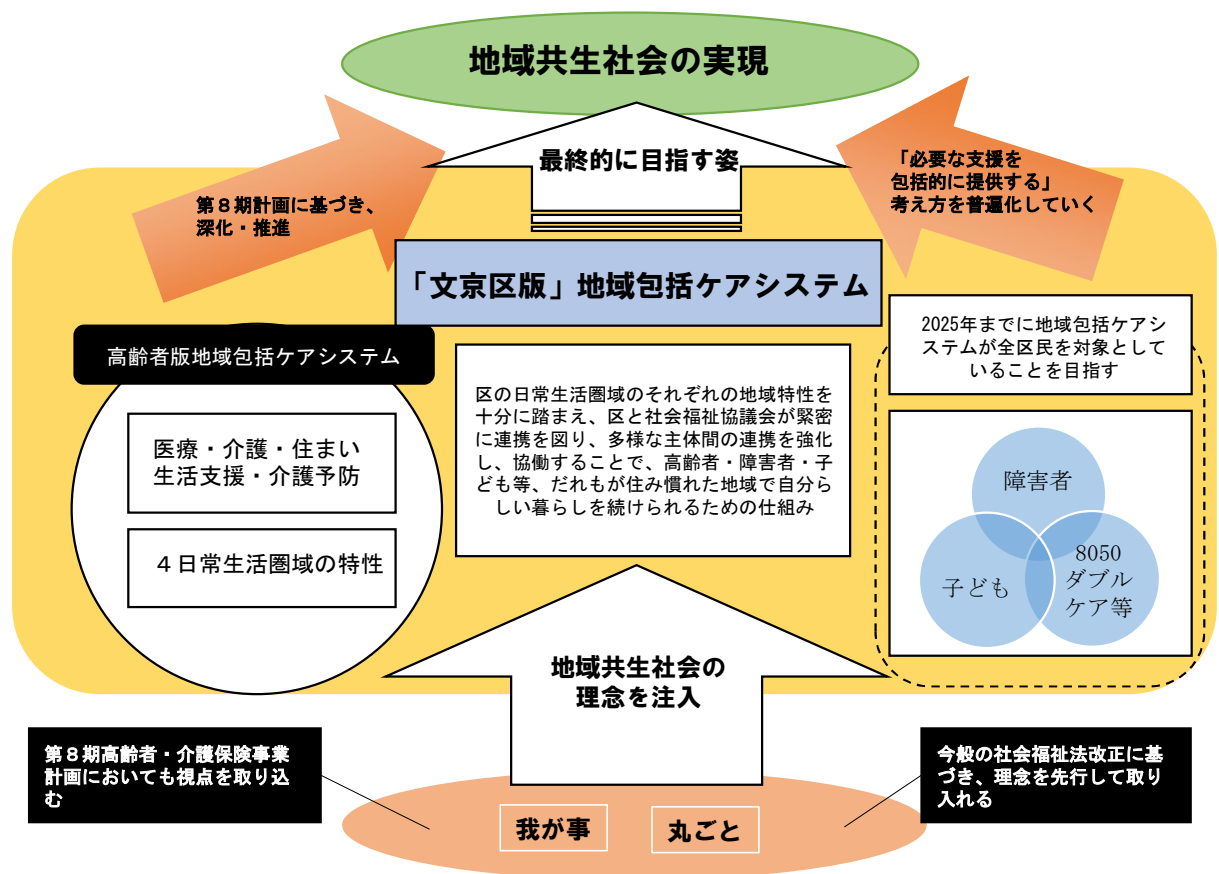 地域共生社会の実現
最終的に目指す姿
第８期計画に基づき、
深化・推進
「必要な支援を
包括的に提供する」
考え方を普遍化していく
「文京区版」地域包括ケアシステム
高齢者版地域包括ケアシステム
医療・介護・住まい
生活支援・介護予防
４日常生活圏域の特性
区の日常生活圏域のそれぞれの地域特性を
十分に踏まえ、区と社会福祉協議会が緊密
に連携を図り、多様な主体間の連携を強化
し、協働することで、高齢者・障害者・子
ども等、だれもが住み慣れた地域で自分ら
しい暮らしを続けられるための仕組み
2025年までに地域包括ケアシ
ステムが全区民を対象として
いることを目指す
障害者
子ども
8050
ダブル
ケア等
地域共生社会の
理念を注入
第８期高齢者・介護保険事業
計画においても視点を取り込
む
今般の社会福祉法改正に基
づき、理念を先行して取り
入れる
我が事
丸ごと